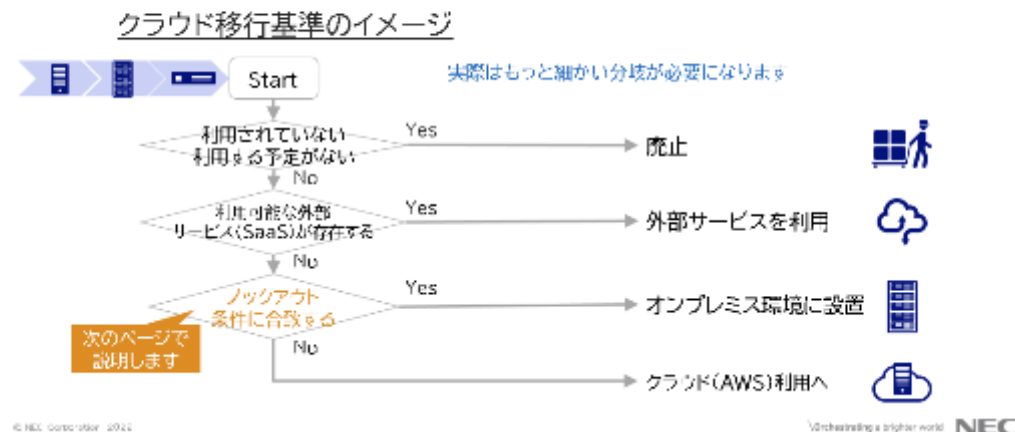 クラウド移行基準のイメージ
Start
実際はもっと細かい分岐が必要になります
利用されていない
利用する予定がない
Yes
廃止
No
利用可能な外部
サービス(SaaS)が存在する
Yes
外部サービスを利用
No
ノックアウト
条件に合致する
Yes
オンプレミス環境に設置
次のページで
説明します
No
クラウド(AWS)利用へ
© NEC Corporation 2022
\Orchestrating a brighter world
NEC